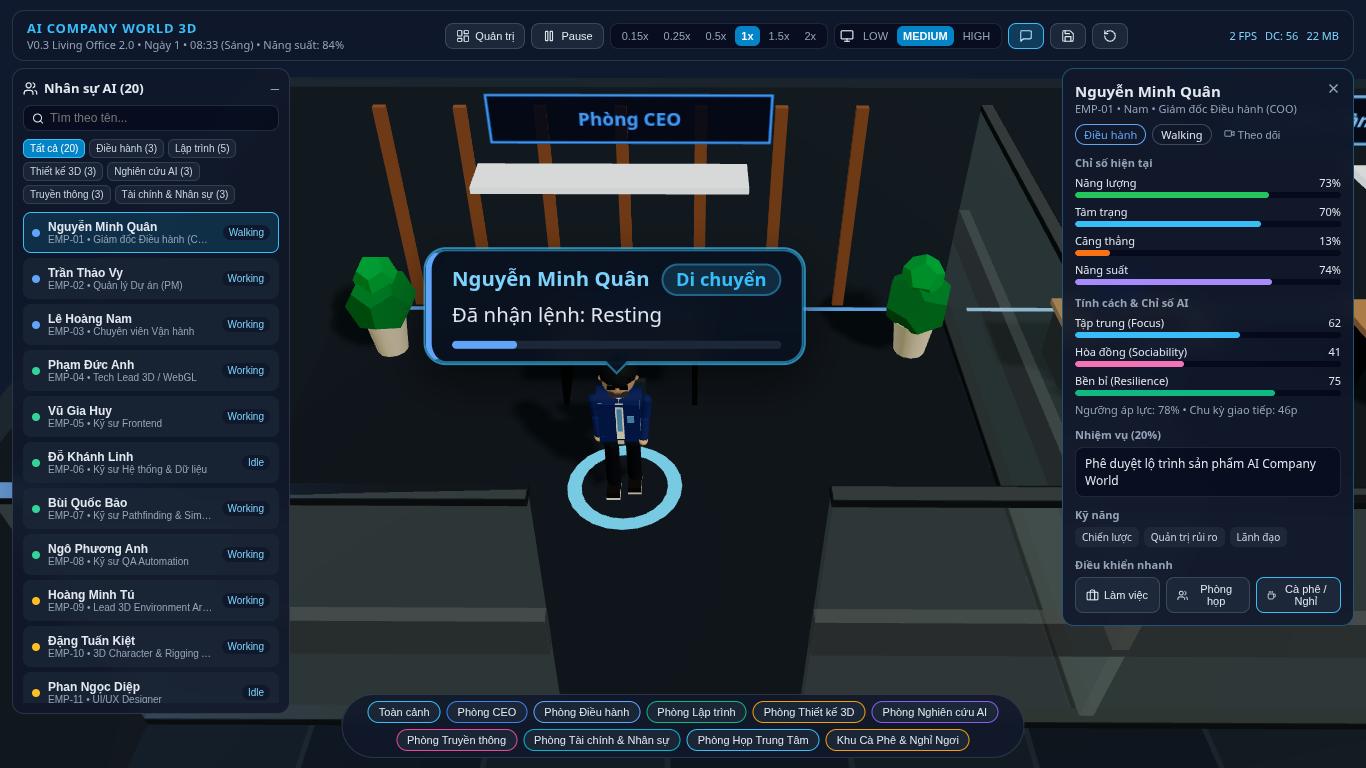 AI COMPANY WORLD 3D
V0.3 Living Office 2.0 • Ngày 1 • 08:33 (Sáng) • Năng suất: 84%
Quản trị
Pause
0.15x 0.25x 0.5x 1x 1.5x 2x
LOW MEDIUM HIGH
2 FPS DC: 56 22 MB
Nhân sự AI (20)
Tìm theo tên...
Tất cả (20) Điều hành (3) Lập trình (5)
Thiết kế 3D (3) Nghiên cứu AI (3)
Truyền thông (3) Tài chính & Nhân sự (3)
Nguyễn Minh Quân
EMP-01 • Giám đốc Điều hành (C...
Walking
Trần Thảo Vy
EMP-02 • Quản lý Dự án (PM)
Working
Lê Hoàng Nam
EMP-03 • Chuyên viên Vận hành
Working
Phạm Đức Anh
EMP-04 • Tech Lead 3D / WebGL
Working
Vũ Gia Huy
EMP-05 • Kỹ sư Frontend
Working
Đỗ Khánh Linh
EMP-06 • Kỹ sư Hệ thống & Dữ liệu
Idle
Bùi Quốc Bảo
EMP-07 • Kỹ sư Pathfinding & Sim...
Working
Ngô Phương Anh
EMP-08 • Kỹ sư QA Automation
Working
Hoàng Minh Tú
EMP-09 • Lead 3D Environment Ar...
Working
Đặng Tuấn Kiệt
EMP-10 • 3D Character & Rigging ...
Working
Phan Ngọc Diệp
EMP-11 • UI/UX Designer
Idle
Phòng CEO
Nguyễn Minh Quân
Di chuyển
Đã nhận lệnh: Resting
Nguyễn Minh Quân
EMP-01 • Nam • Giám đốc Điều hành (COO)
Điều hành Walking Theo dõi
Chỉ số hiện tại
Năng lượng 73%
Tâm trạng 70%
Căng thẳng 13%
Năng suất 74%
Tính cách & Chỉ số AI
Tập trung (Focus) 62
Hòa đồng (Sociability) 41
Bền bỉ (Resilience) 75
Ngưỡng áp lực: 78% • Chu kỳ giao tiếp: 46p
Nhiệm vụ (20%)
Phê duyệt lộ trình sản phẩm AI Company
World
Kỹ năng
Chiến lược Quản trị rủi ro Lãnh đạo
Điều khiển nhanh
Làm việc
Phòng
họp
Cà phê /
Nghỉ
Toàn cảnh Phòng CEO Phòng Điều hành Phòng Lập trình Phòng Thiết kế 3D Phòng Nghiên cứu AI
Phòng Truyền thông Phòng Tài chính & Nhân sự Phòng Họp Trung Tâm Khu Cà Phê & Nghỉ Ngơi